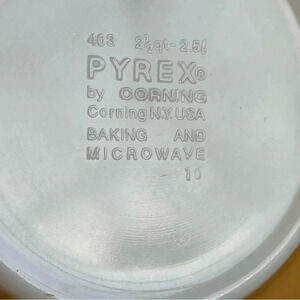 403 2½qt-2.5ℓ
PYREX®
by CORNING
Corning N.Y. USA
BAKING AND
MICROWAVE
10